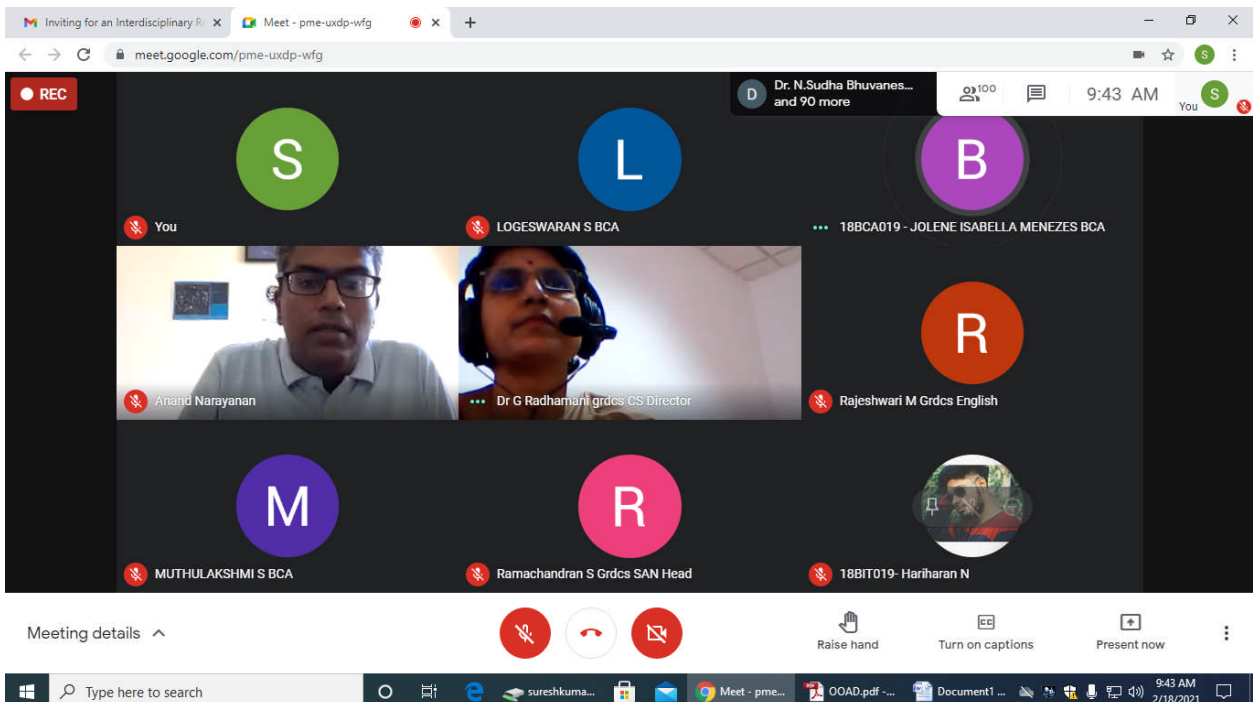 Inviting for an Interdisciplinary R
Meet - pme-uxdp-wfg
meet.google.com/pme-uxdp-wfg
S
REC
D
Dr. N.Sudha Bhuvanes...
and 90 more
100
9:43 AM
You
S
S
You
L
LOGESWARAN S BCA
B
18BCA019 - JOLENE ISABELLA MENEZES BCA
Anand Narayanan
Dr G Radhamani grdcs CS Director
R
Rajeshwari M Grdcs English
M
MUTHULAKSHMI S BCA
R
Ramachandran S Grdcs SAN Head
18BIT019- Hariharan N
Meeting details
Raise hand
CC
Turn on captions
Present now
Type here to search
sureshkuma...
Meet - pme...
OOAD.pdf -...
Document1 ...
9:43 AM
2/18/2021